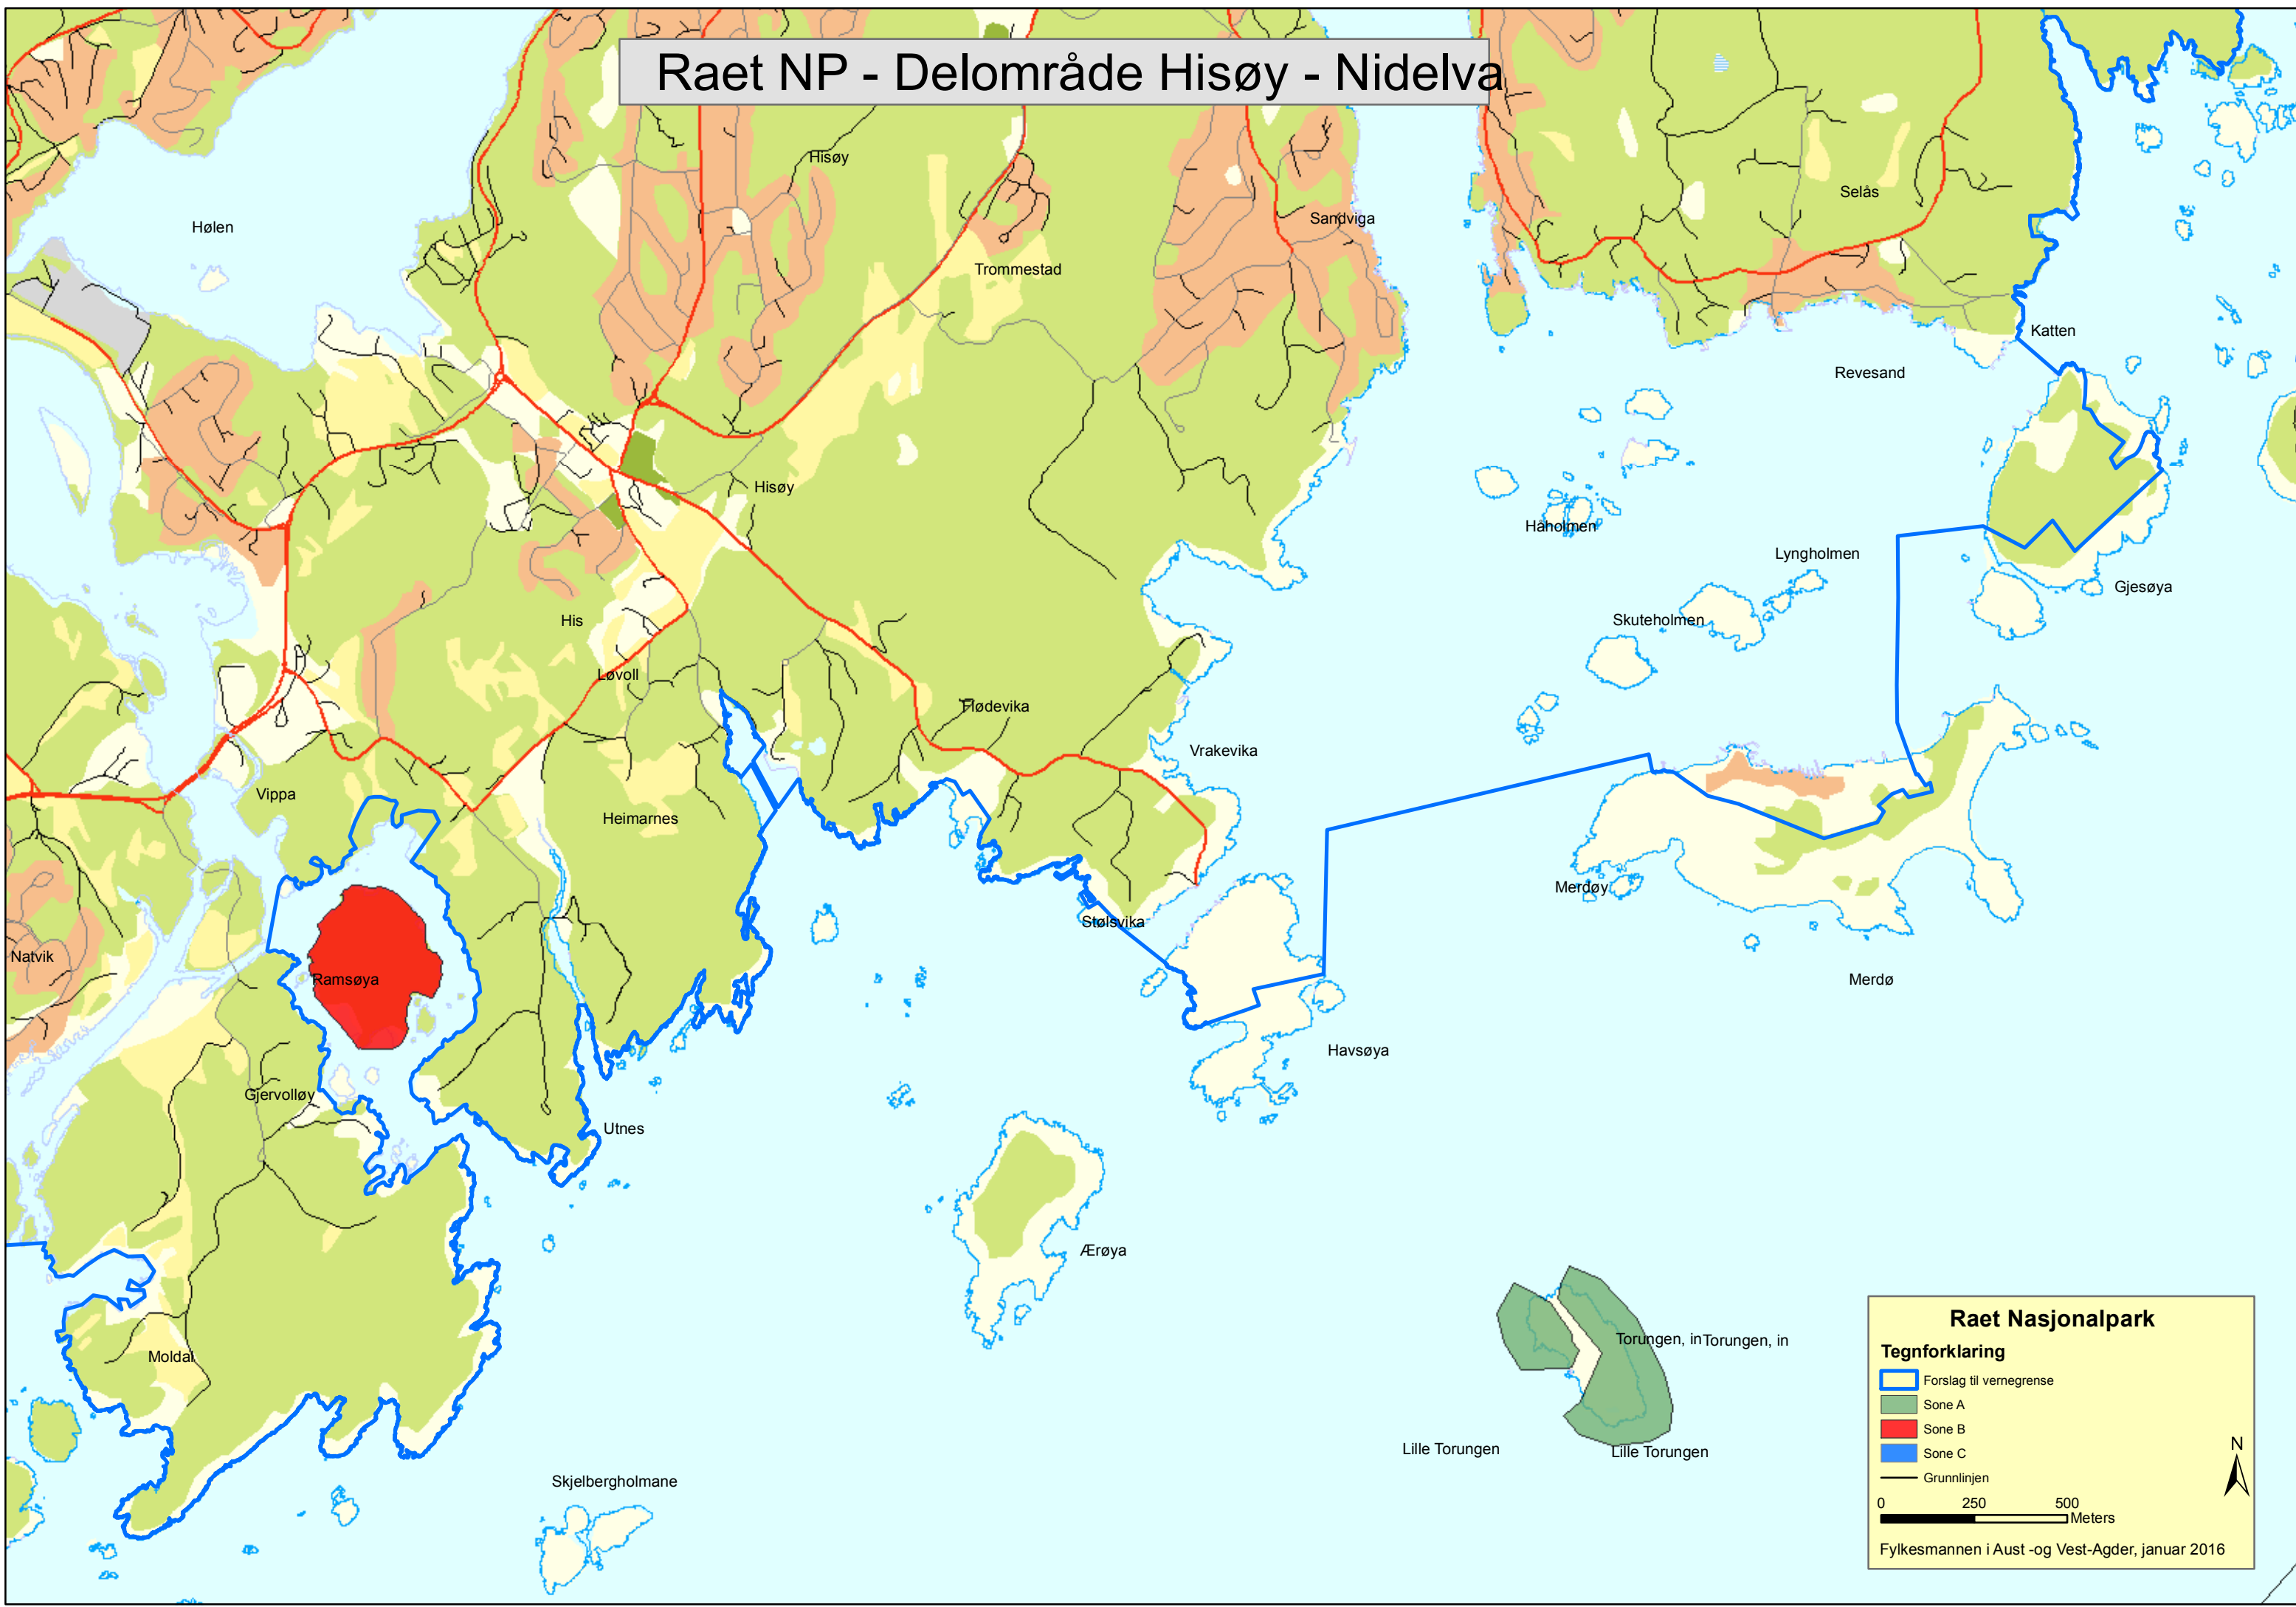 Raet NP - Delområde Hisøy - Nidelva
Hisøy
Selås
Sandviga
Hølen
Trommestad
Katten
Revesand
Hisøy
Håholmen
Lyngholmen
Gjesøya
His
Skuteholmen
Løvoll
Flødevika
Vrakevika
Vippa
Heimarnes
Merdøy
Stølsvika
Natvik
Ramsøya
Merdø
Havsøya
Gjervolløy
Utnes
Ærøya
Torungen, in
Torungen, in
Moldal
Lille Torungen
Lille Torungen
Skjelbergholmane
Raet Nasjonalpark
Tegnforklaring
Forslag til vernegrense
Sone A
Sone B
Sone C
Grunnlinjen
N
0 250 500
Meters
Fylkesmannen i Aust -og Vest-Agder, januar 2016